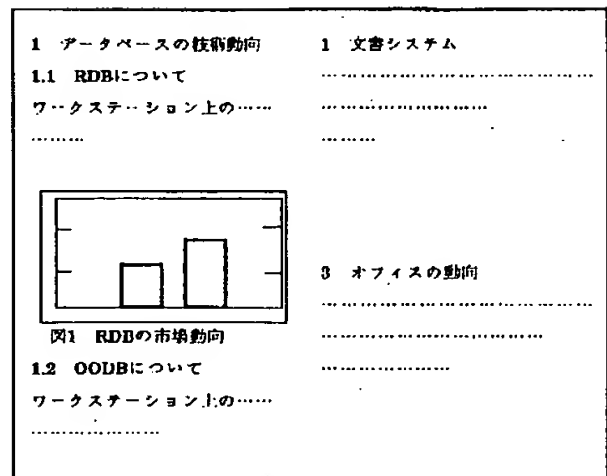 1 データベースの技術動向
1.1 RDBについて
ワークステーション上の……
………
図1 RDBの市場動向
1.2 OODBについて
ワークステーション上の……
…………………
1 文書システム
……………………………………
………………………
………
3 オフィスの動向
……………………………………
……………………………
…………………